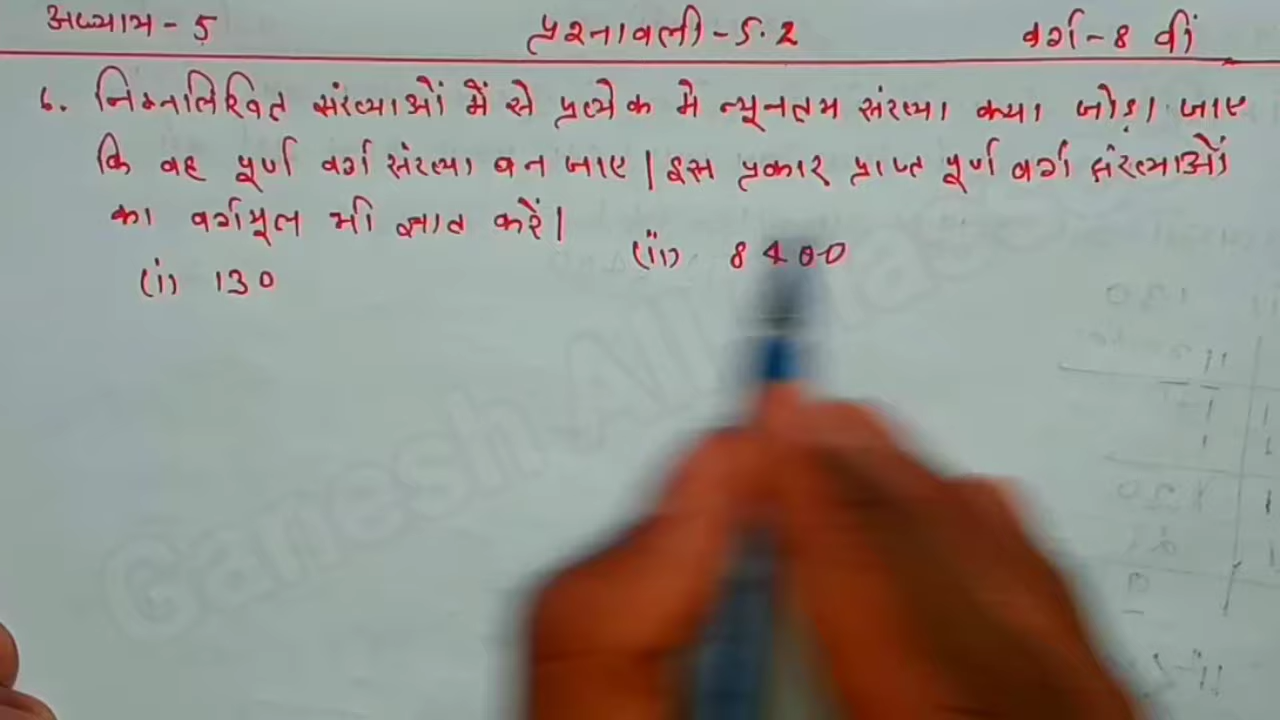 अध्याय - 5 प्रश्नावली - 5.2 वर्ग - 8 वीं
6. निम्नलिखित संख्याओं में से प्रत्येक मे न्यूनतम संख्या क्या जोड़ा जाए
कि वह पूर्ण वर्ग संख्या बन जाए | इस प्रकार प्राप्त पूर्ण वर्ग संख्याओं
का वर्गमूल भी ज्ञात करें |
(i) 130 (ii) 8400